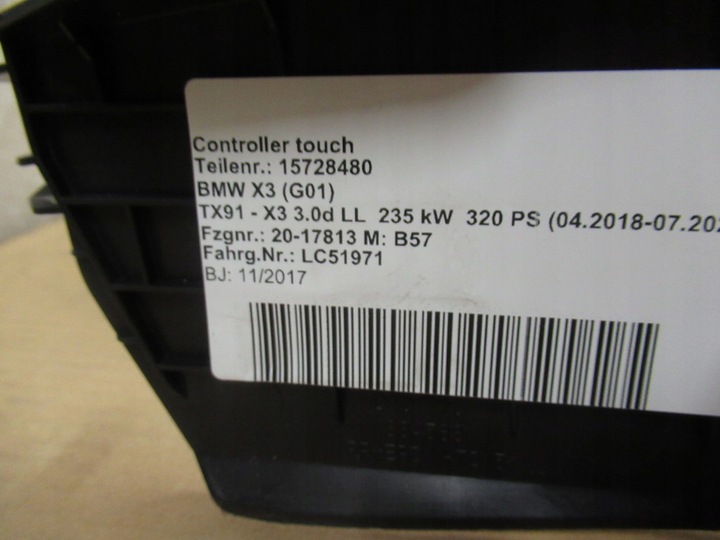 Controller touch
Teilenr.: 15728480
BMW X3 (G01)
TX91 - X3 3.0d LL 235 kW 320 PS (04.2018-07.202
Fzgnr.: 20-17813 M: B57
Fahrg.Nr.: LC51971
BJ: 11/2017